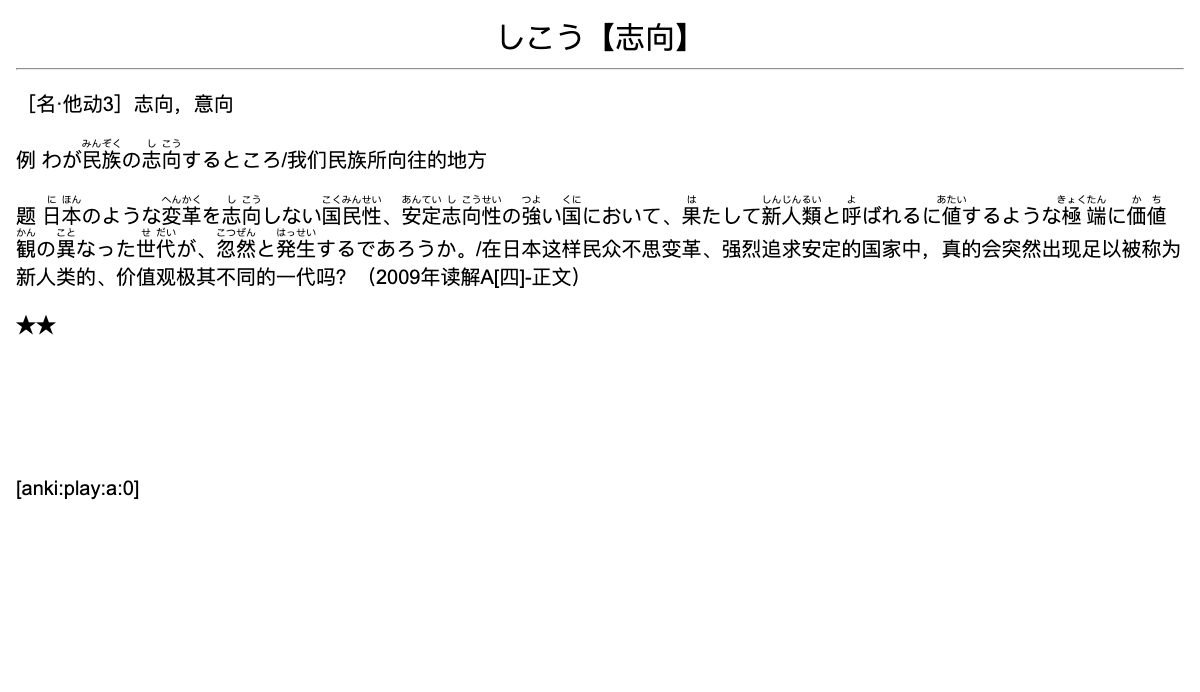 しこう【志向】
［名·他动3］志向，意向
みんぞく し こう
例 わが民族の志向するところ/我们民族所向往的地方
に ほん へんかく し こう こくみんせい あんてい し こうせい つよ くに は しんじんるい よ あたい きょくたん か ち
题 日本のような変革を志向しない国民性、安定志向性の強い国において、果たして新人類と呼ばれるに値するような極端に価値
かん こと せ だい こつぜん はっせい
観の異なった世代が、忽然と発生するであろうか。/在日本这样民众不思变革、强烈追求安定的国家中，真的会突然出现足以被称为
新人类的、价值观极其不同的一代吗？（2009年读解A[四]-正文）
★★
[anki:play:a:0]